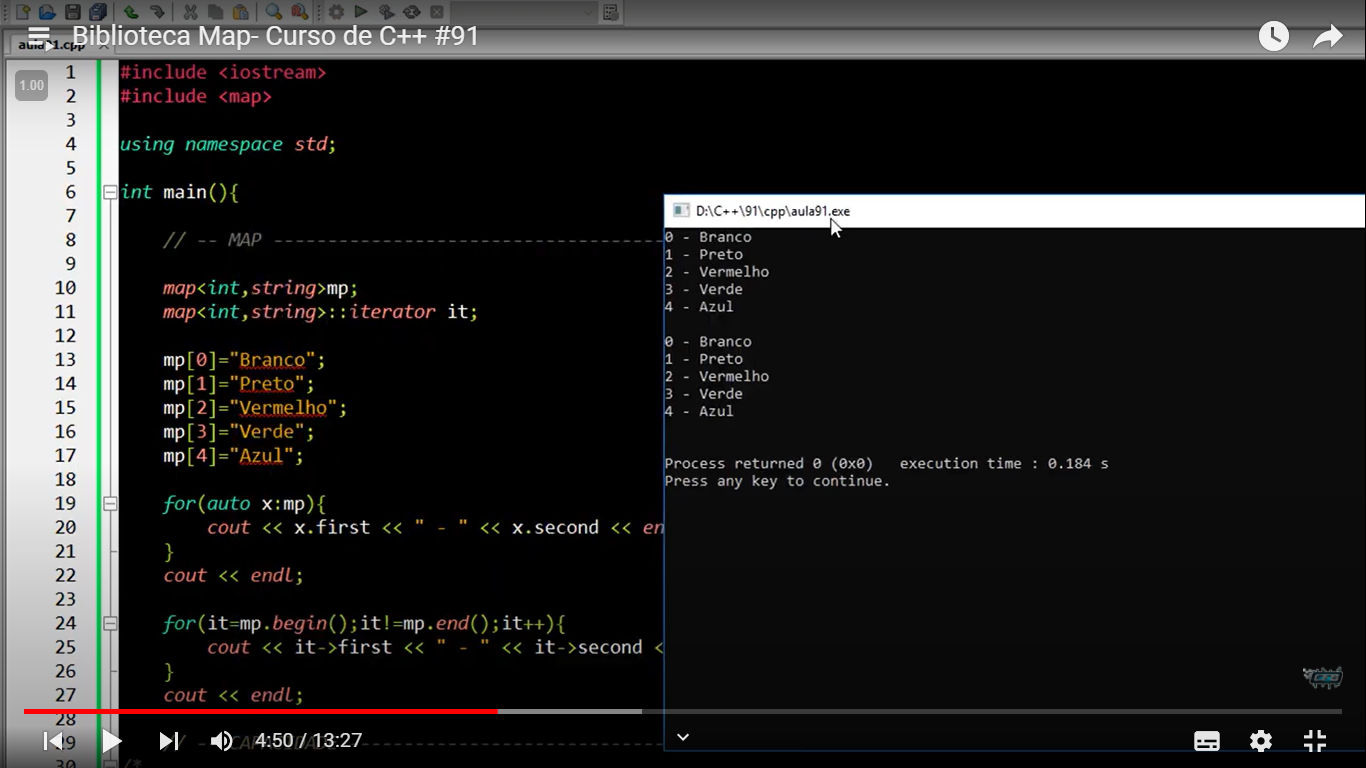 Biblioteca Map- Curso de C++ #91
1.00
1 #include <iostream>
2 #include <map>
3
4 using namespace std;
5
6 int main(){
7
8 // -- MAP -----------------------------------
9
10 map<int,string>mp;
11 map<int,string>::iterator it;
12
13 mp[0]="Branco";
14 mp[1]="Preto";
15 mp[2]="Vermelho";
16 mp[3]="Verde";
17 mp[4]="Azul";
18
19 for(auto x:mp){
20 cout << x.first << " - " << x.second << en
21 }
22 cout << endl;
23
24 for(it=mp.begin();it!=mp.end();it++){
25 cout << it->first << " - " << it->second <
26 }
27 cout << endl;
28
29
30 /*
D:\C++\91\cpp\aula91.exe
0 - Branco
1 - Preto
2 - Vermelho
3 - Verde
4 - Azul
0 - Branco
1 - Preto
2 - Vermelho
3 - Verde
4 - Azul
Process returned 0 (0x0) execution time : 0.184 s
Press any key to continue.
4:50 / 13:27